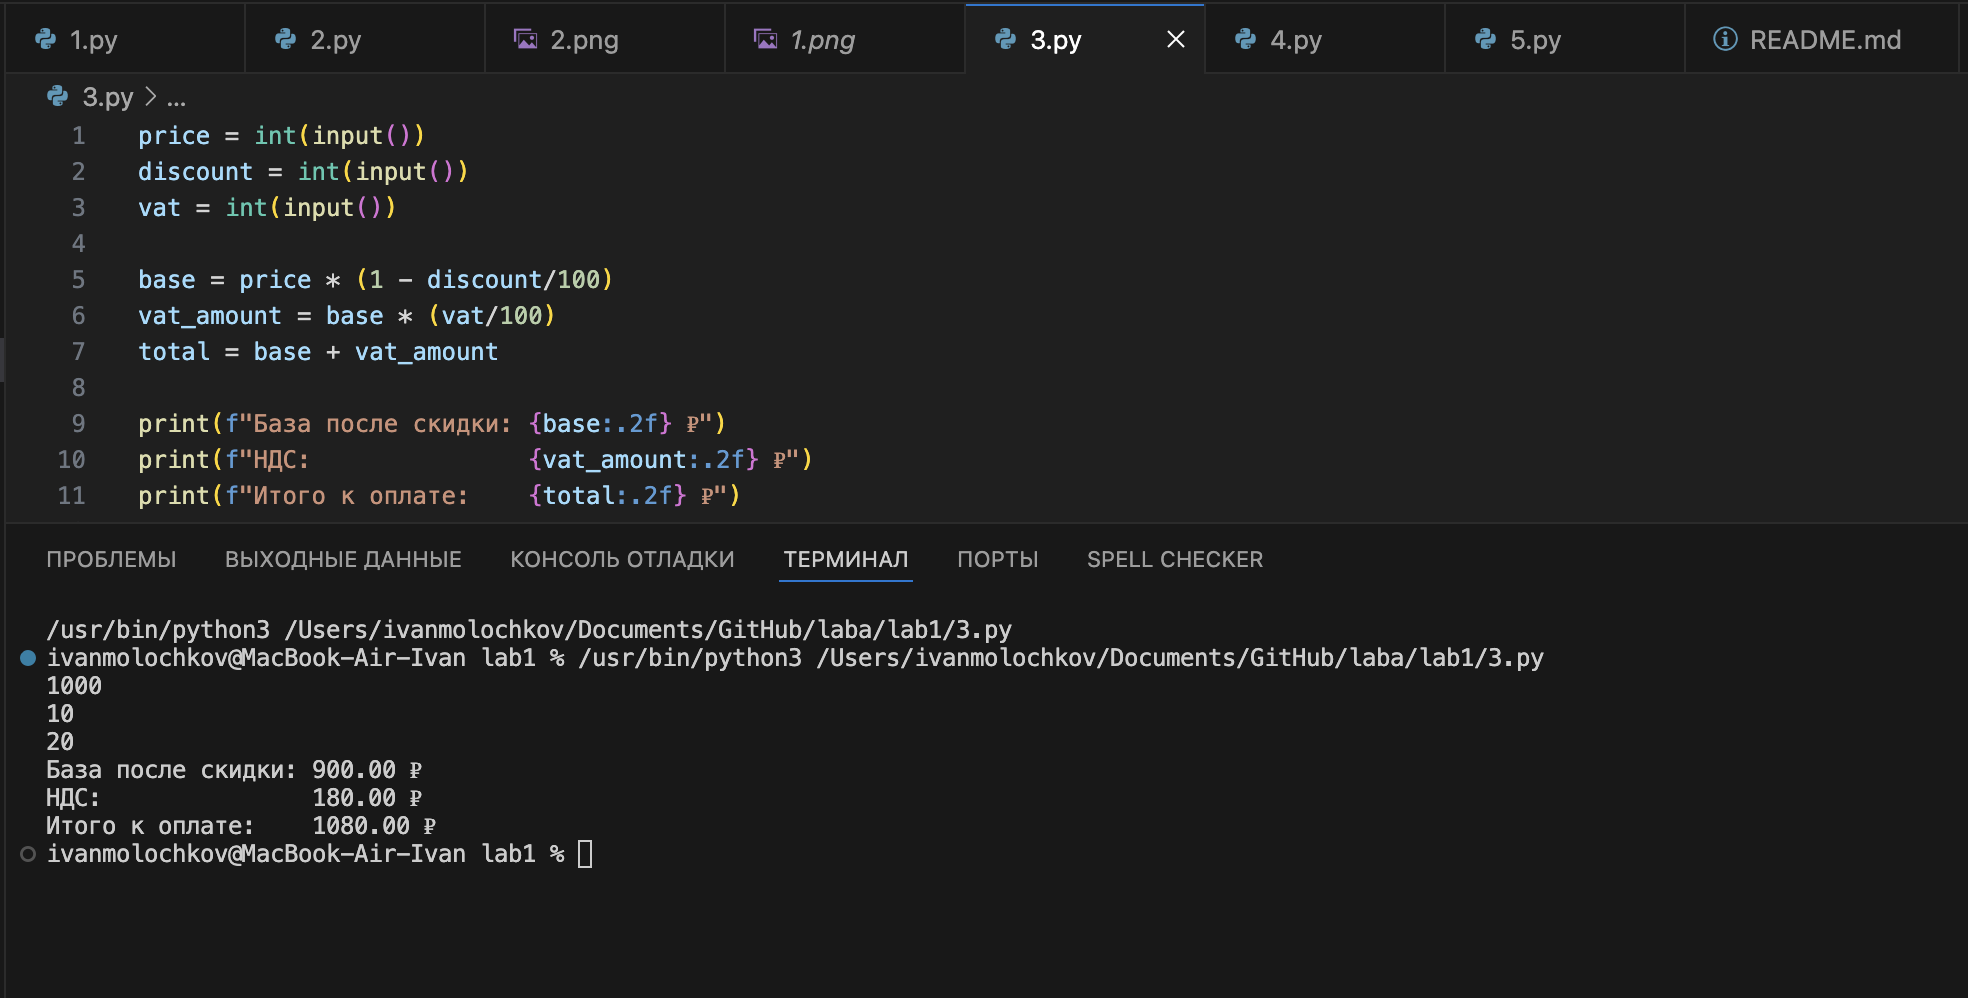 1.py 2.py 2.png 1.png 3.py 4.py 5.py README.md
3.py > ...
1 price = int(input())
2 discount = int(input())
3 vat = int(input())
4
5 base = price * (1 - discount/100)
6 vat_amount = base * (vat/100)
7 total = base + vat_amount
8
9 print(f"База после скидки: {base:.2f} ₽")
10 print(f"НДС:               {vat_amount:.2f} ₽")
11 print(f"Итого к оплате:    {total:.2f} ₽")
ПРОБЛЕМЫ ВЫХОДНЫЕ ДАННЫЕ КОНСОЛЬ ОТЛАДКИ ТЕРМИНАЛ ПОРТЫ SPELL CHECKER
/usr/bin/python3 /Users/ivanmolochkov/Documents/GitHub/laba/lab1/3.py
ivanmolochkov@MacBook-Air-Ivan lab1 % /usr/bin/python3 /Users/ivanmolochkov/Documents/GitHub/laba/lab1/3.py
1000
10
20
База после скидки: 900.00 ₽
НДС:               180.00 ₽
Итого к оплате:    1080.00 ₽
ivanmolochkov@MacBook-Air-Ivan lab1 %